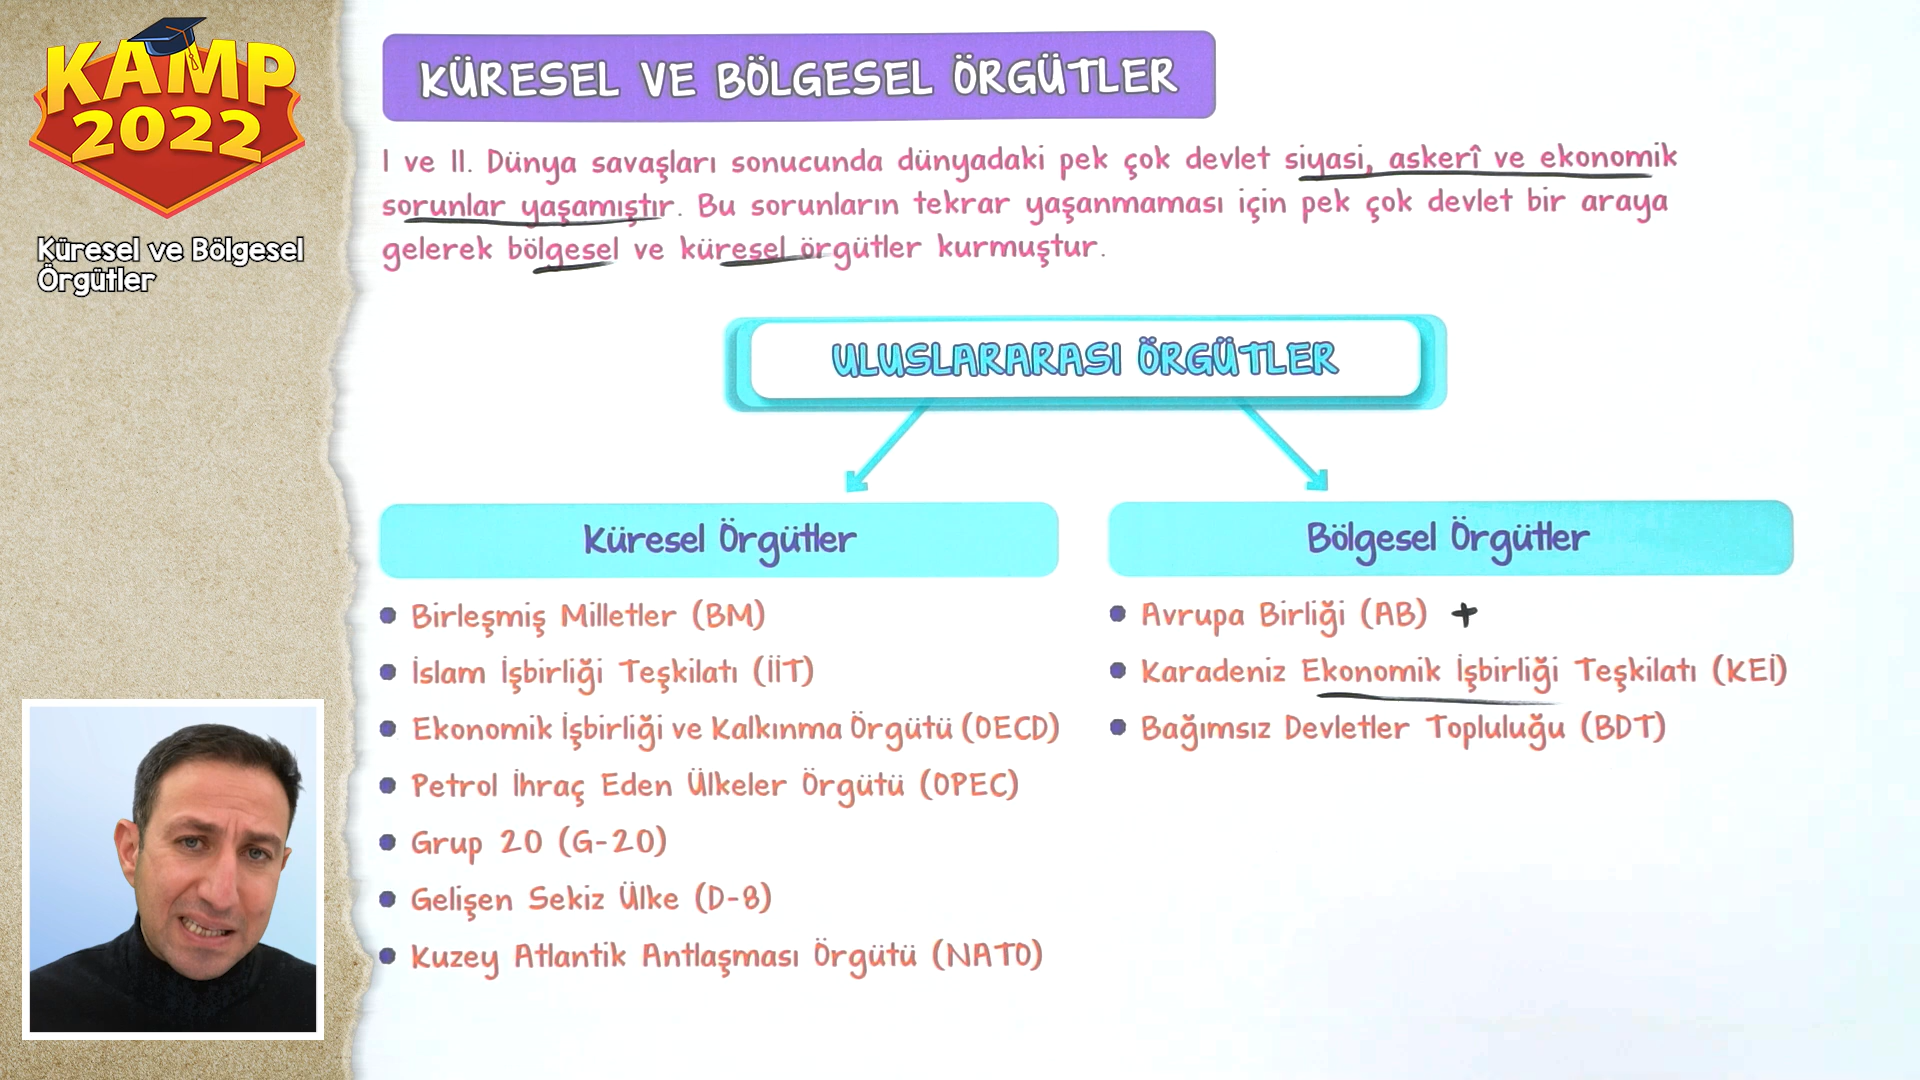 KAMP
2022
Küresel ve Bölgesel
Örgütler
KÜRESEL VE BÖLGESEL ÖRGÜTLER
I ve II. Dünya savaşları sonucunda dünyadaki pek çok devlet siyasi, askerî ve ekonomik
sorunlar yaşamıştır. Bu sorunların tekrar yaşanmaması için pek çok devlet bir araya
gelerek bölgesel ve küresel örgütler kurmuştur.
ULUSLARARASI ÖRGÜTLER
Küresel Örgütler
Birleşmiş Milletler (BM)
İslam İşbirliği Teşkilatı (İİT)
Ekonomik İşbirliği ve Kalkınma Örgütü (OECD)
Petrol İhraç Eden Ülkeler Örgütü (OPEC)
Grup 20 (G-20)
Gelişen Sekiz Ülke (D-8)
Kuzey Atlantik Antlaşması Örgütü (NATO)
Bölgesel Örgütler
Avrupa Birliği (AB) +
Karadeniz Ekonomik İşbirliği Teşkilatı (KEİ)
Bağımsız Devletler Topluluğu (BDT)